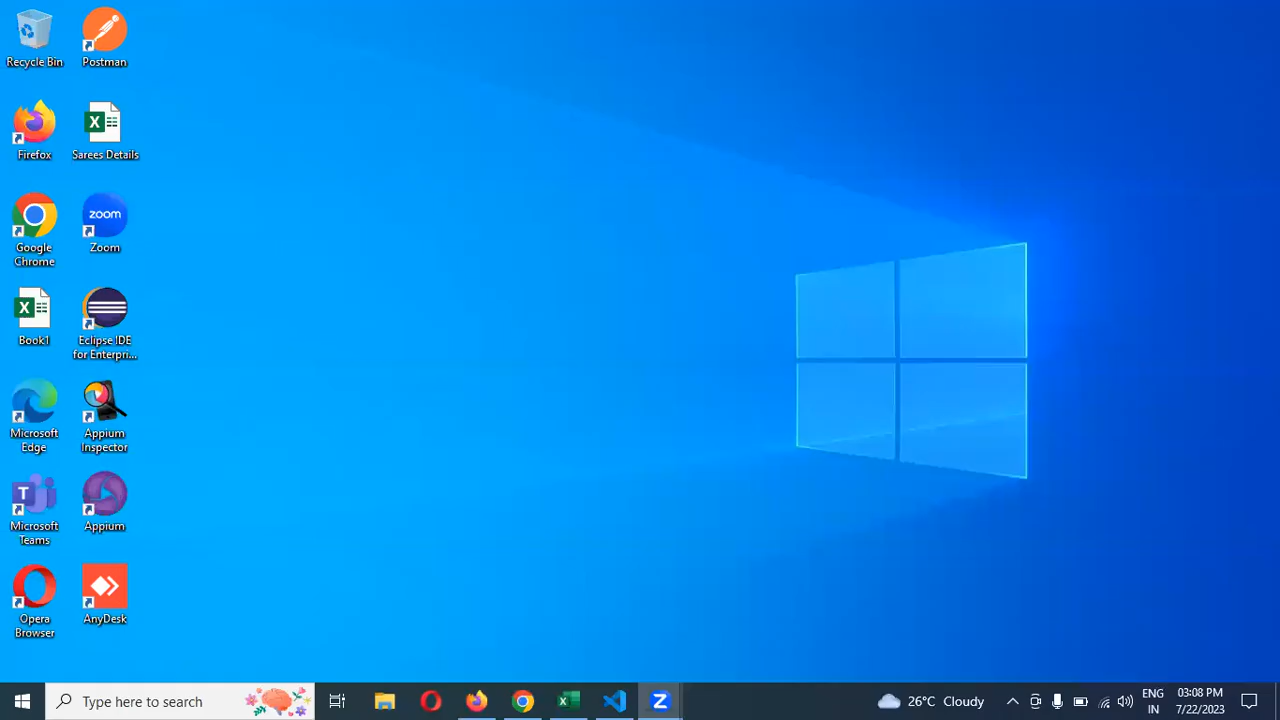 Recycle Bin
Postman
Firefox
Sarees Details
Google
Chrome
zoom
Zoom
Book1
Eclipse IDE
for Enterpri...
Microsoft
Edge
Appium
Inspector
Microsoft
Teams
Appium
Opera
Browser
AnyDesk
Type here to search
26°C Cloudy
ENG
IN
03:08 PM
7/22/2023